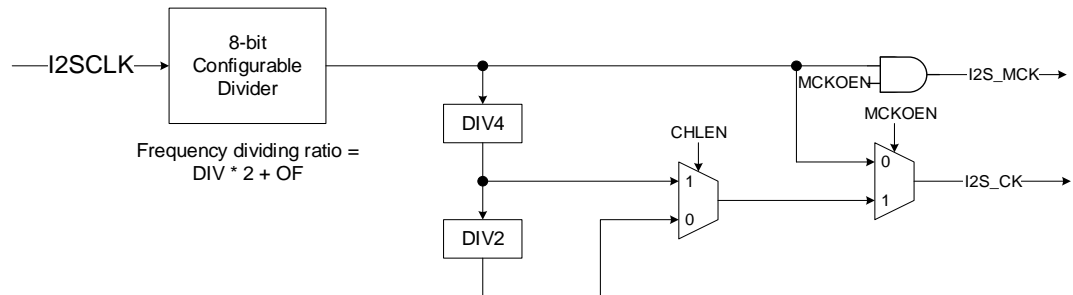 I2SCLK
8-bit
Configurable
Divider
Frequency dividing ratio =
DIV * 2 + OF
DIV4
DIV2
CHLEN
1
0
MCKOEN
I2S_MCK
MCKOEN
0
1
I2S_CK